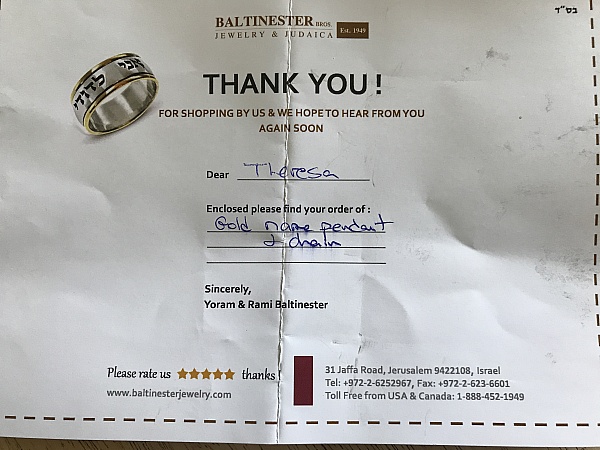 בס"ד
BALTINESTER BROS.
JEWELRY & JUDAICA Est. 1949
אני לדודי
THANK YOU!
FOR SHOPPING BY US & WE HOPE TO HEAR FROM YOU
AGAIN SOON
Dear Theresa
Enclosed please find your order of :
Gold name pendant
& chain
Sincerely,
Yoram & Rami Baltinester
Please rate us ★★★★★ thanks!
www.baltinesterjewelry.com
31 Jaffa Road, Jerusalem 9422108, Israel
Tel: +972-2-6252967, Fax: +972-2-623-6601
Toll Free from USA & Canada: 1-888-452-1949